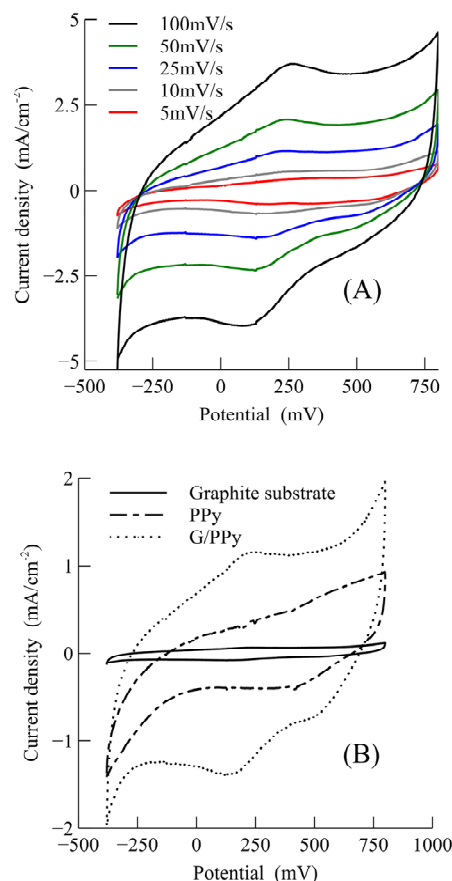 5
2.5
0
−2.5
−5
Current density (mA/cm⁻²)
100mV/s
50mV/s
25mV/s
10mV/s
5mV/s
(A)
−500 −250 0 250 500 750
Potential (mV)
2
1
0
−1
−2
Current density (mA/cm⁻²)
Graphite substrate
PPy
G/PPy
(B)
−500 −250 0 250 500 750 1000
Potential (mV)